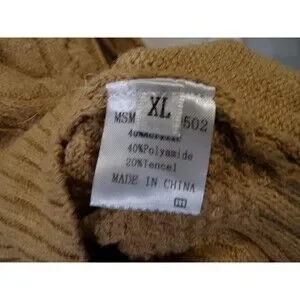 XL
MSM 502
40%Polyamide
20%Tencel
MADE IN CHINA